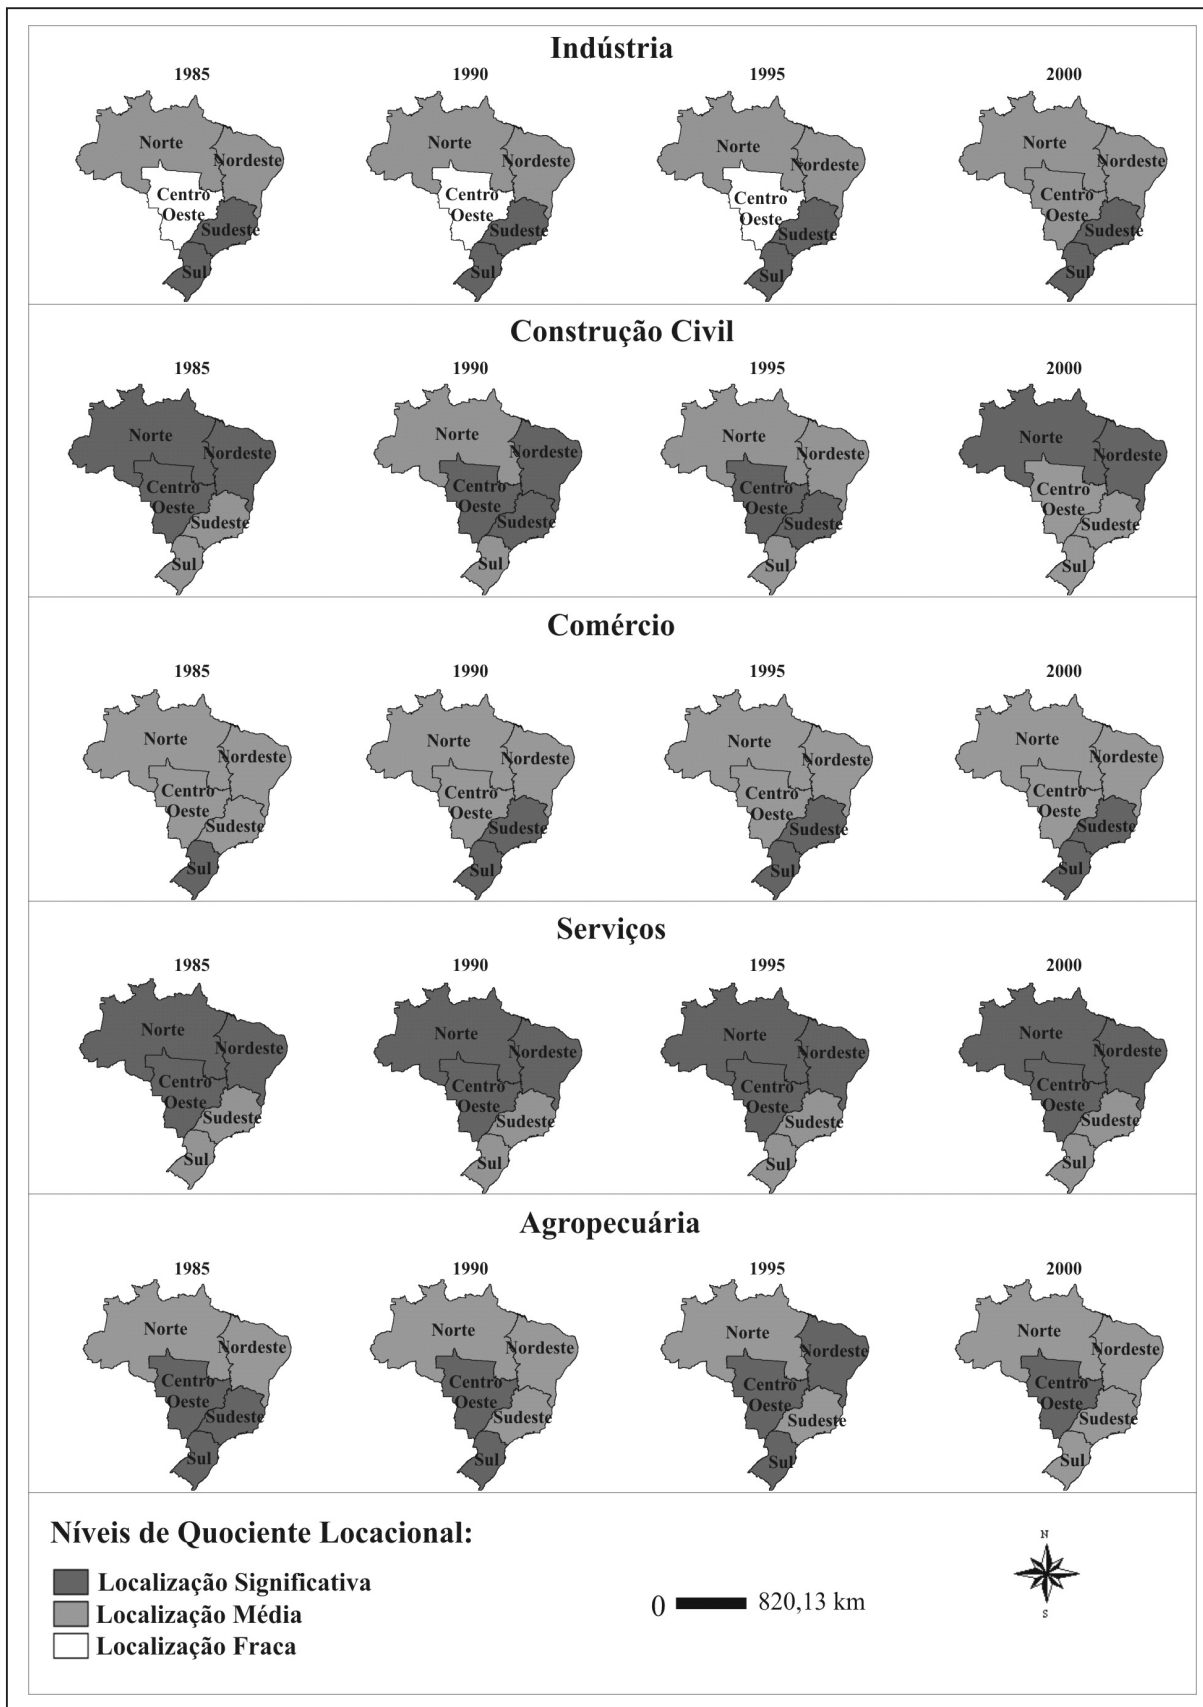 Indústria
1985 1990 1995 2000
Norte Norte Norte Norte
Nordeste Nordeste Nordeste Nordeste
Centro Centro Centro Centro
Oeste Oeste Oeste Oeste
Sudeste Sudeste Sudeste Sudeste
Sul Sul Sul Sul
Construção Civil
1985 1990 1995 2000
Norte Norte Norte Norte
Nordeste Nordeste Nordeste Nordeste
Centro Centro Centro Centro
Oeste Oeste Oeste Oeste
Sudeste Sudeste Sudeste Sudeste
Sul Sul Sul Sul
Comércio
1985 1990 1995 2000
Norte Norte Norte Norte
Nordeste Nordeste Nordeste Nordeste
Centro Centro Centro Centro
Oeste Oeste Oeste Oeste
Sudeste Sudeste Sudeste Sudeste
Sul Sul Sul Sul
Serviços
1985 1990 1995 2000
Norte Norte Norte Norte
Nordeste Nordeste Nordeste Nordeste
Centro Centro Centro Centro
Oeste Oeste Oeste Oeste
Sudeste Sudeste Sudeste Sudeste
Sul Sul Sul Sul
Agropecuária
1985 1990 1995 2000
Norte Norte Norte Norte
Nordeste Nordeste Nordeste Nordeste
Centro Centro Centro Centro
Oeste Oeste Oeste Oeste
Sudeste Sudeste Sudeste Sudeste
Sul Sul Sul Sul
Níveis de Quociente Locacional:
Localização Significativa
Localização Média
Localização Fraca
0 820,13 km
N
S